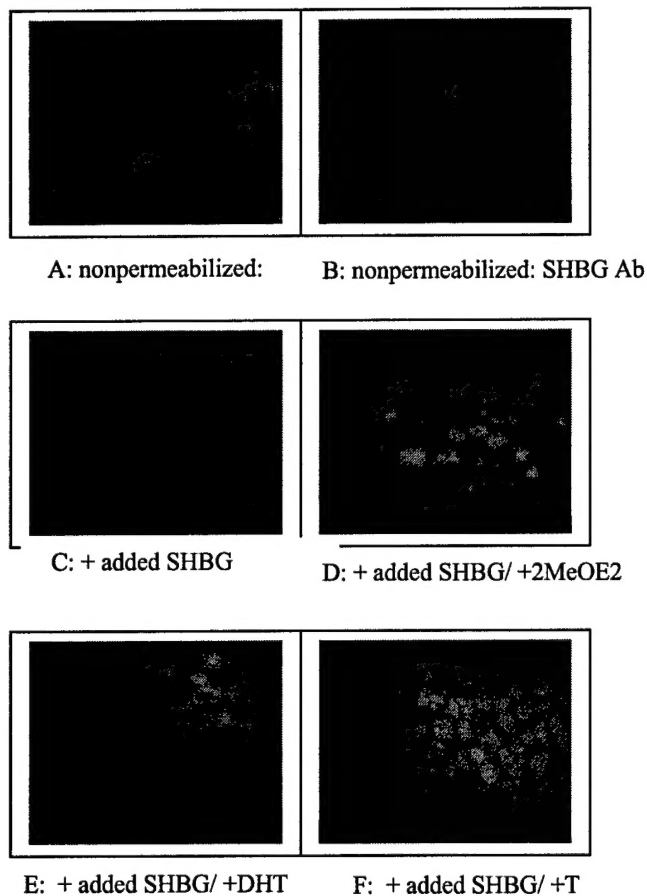 A: nonpermeabilized:
B: nonpermeabilized: SHBG Ab
C: + added SHBG
D: + added SHBG/ +2MeOE2
E: + added SHBG/ +DHT
F: + added SHBG/ +T